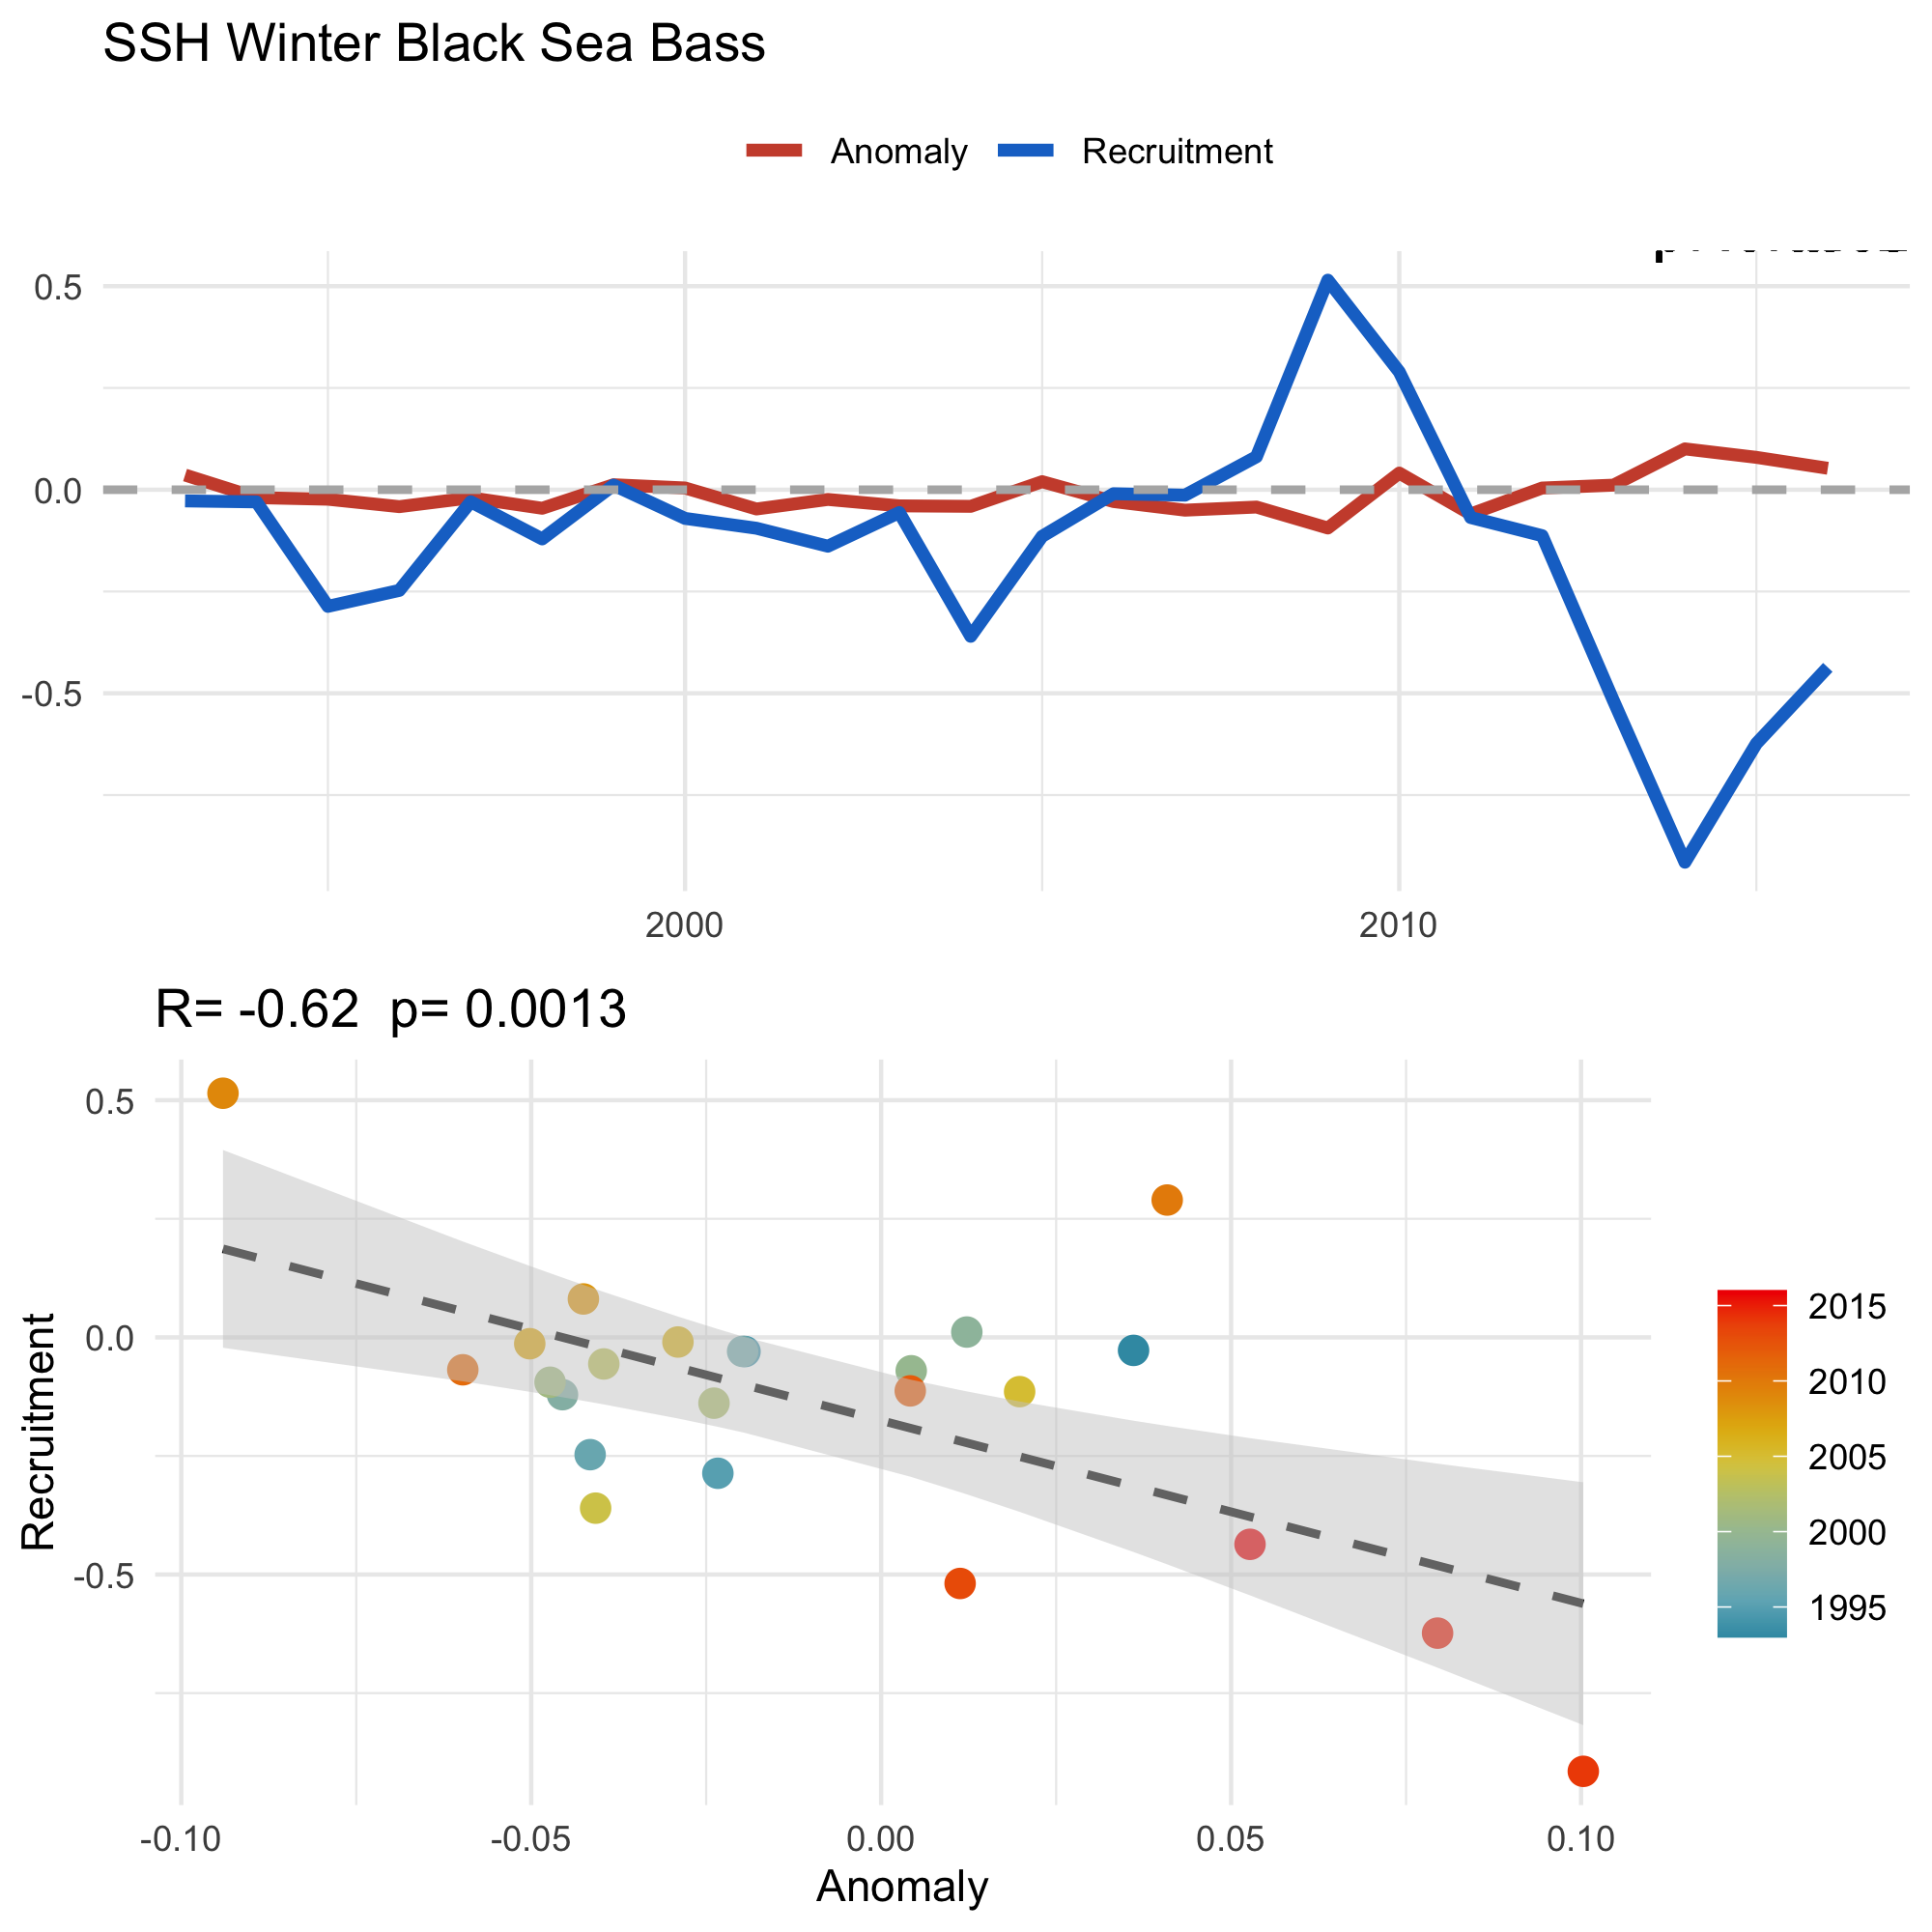 SSH Winter Black Sea Bass
Anomaly Recruitment
0.5
0.0
-0.5
2000 2010
R= -0.62 p= 0.0013
Recruitment
0.5
0.0
-0.5
-0.10 -0.05 0.00 0.05 0.10
Anomaly
2015
2010
2005
2000
1995